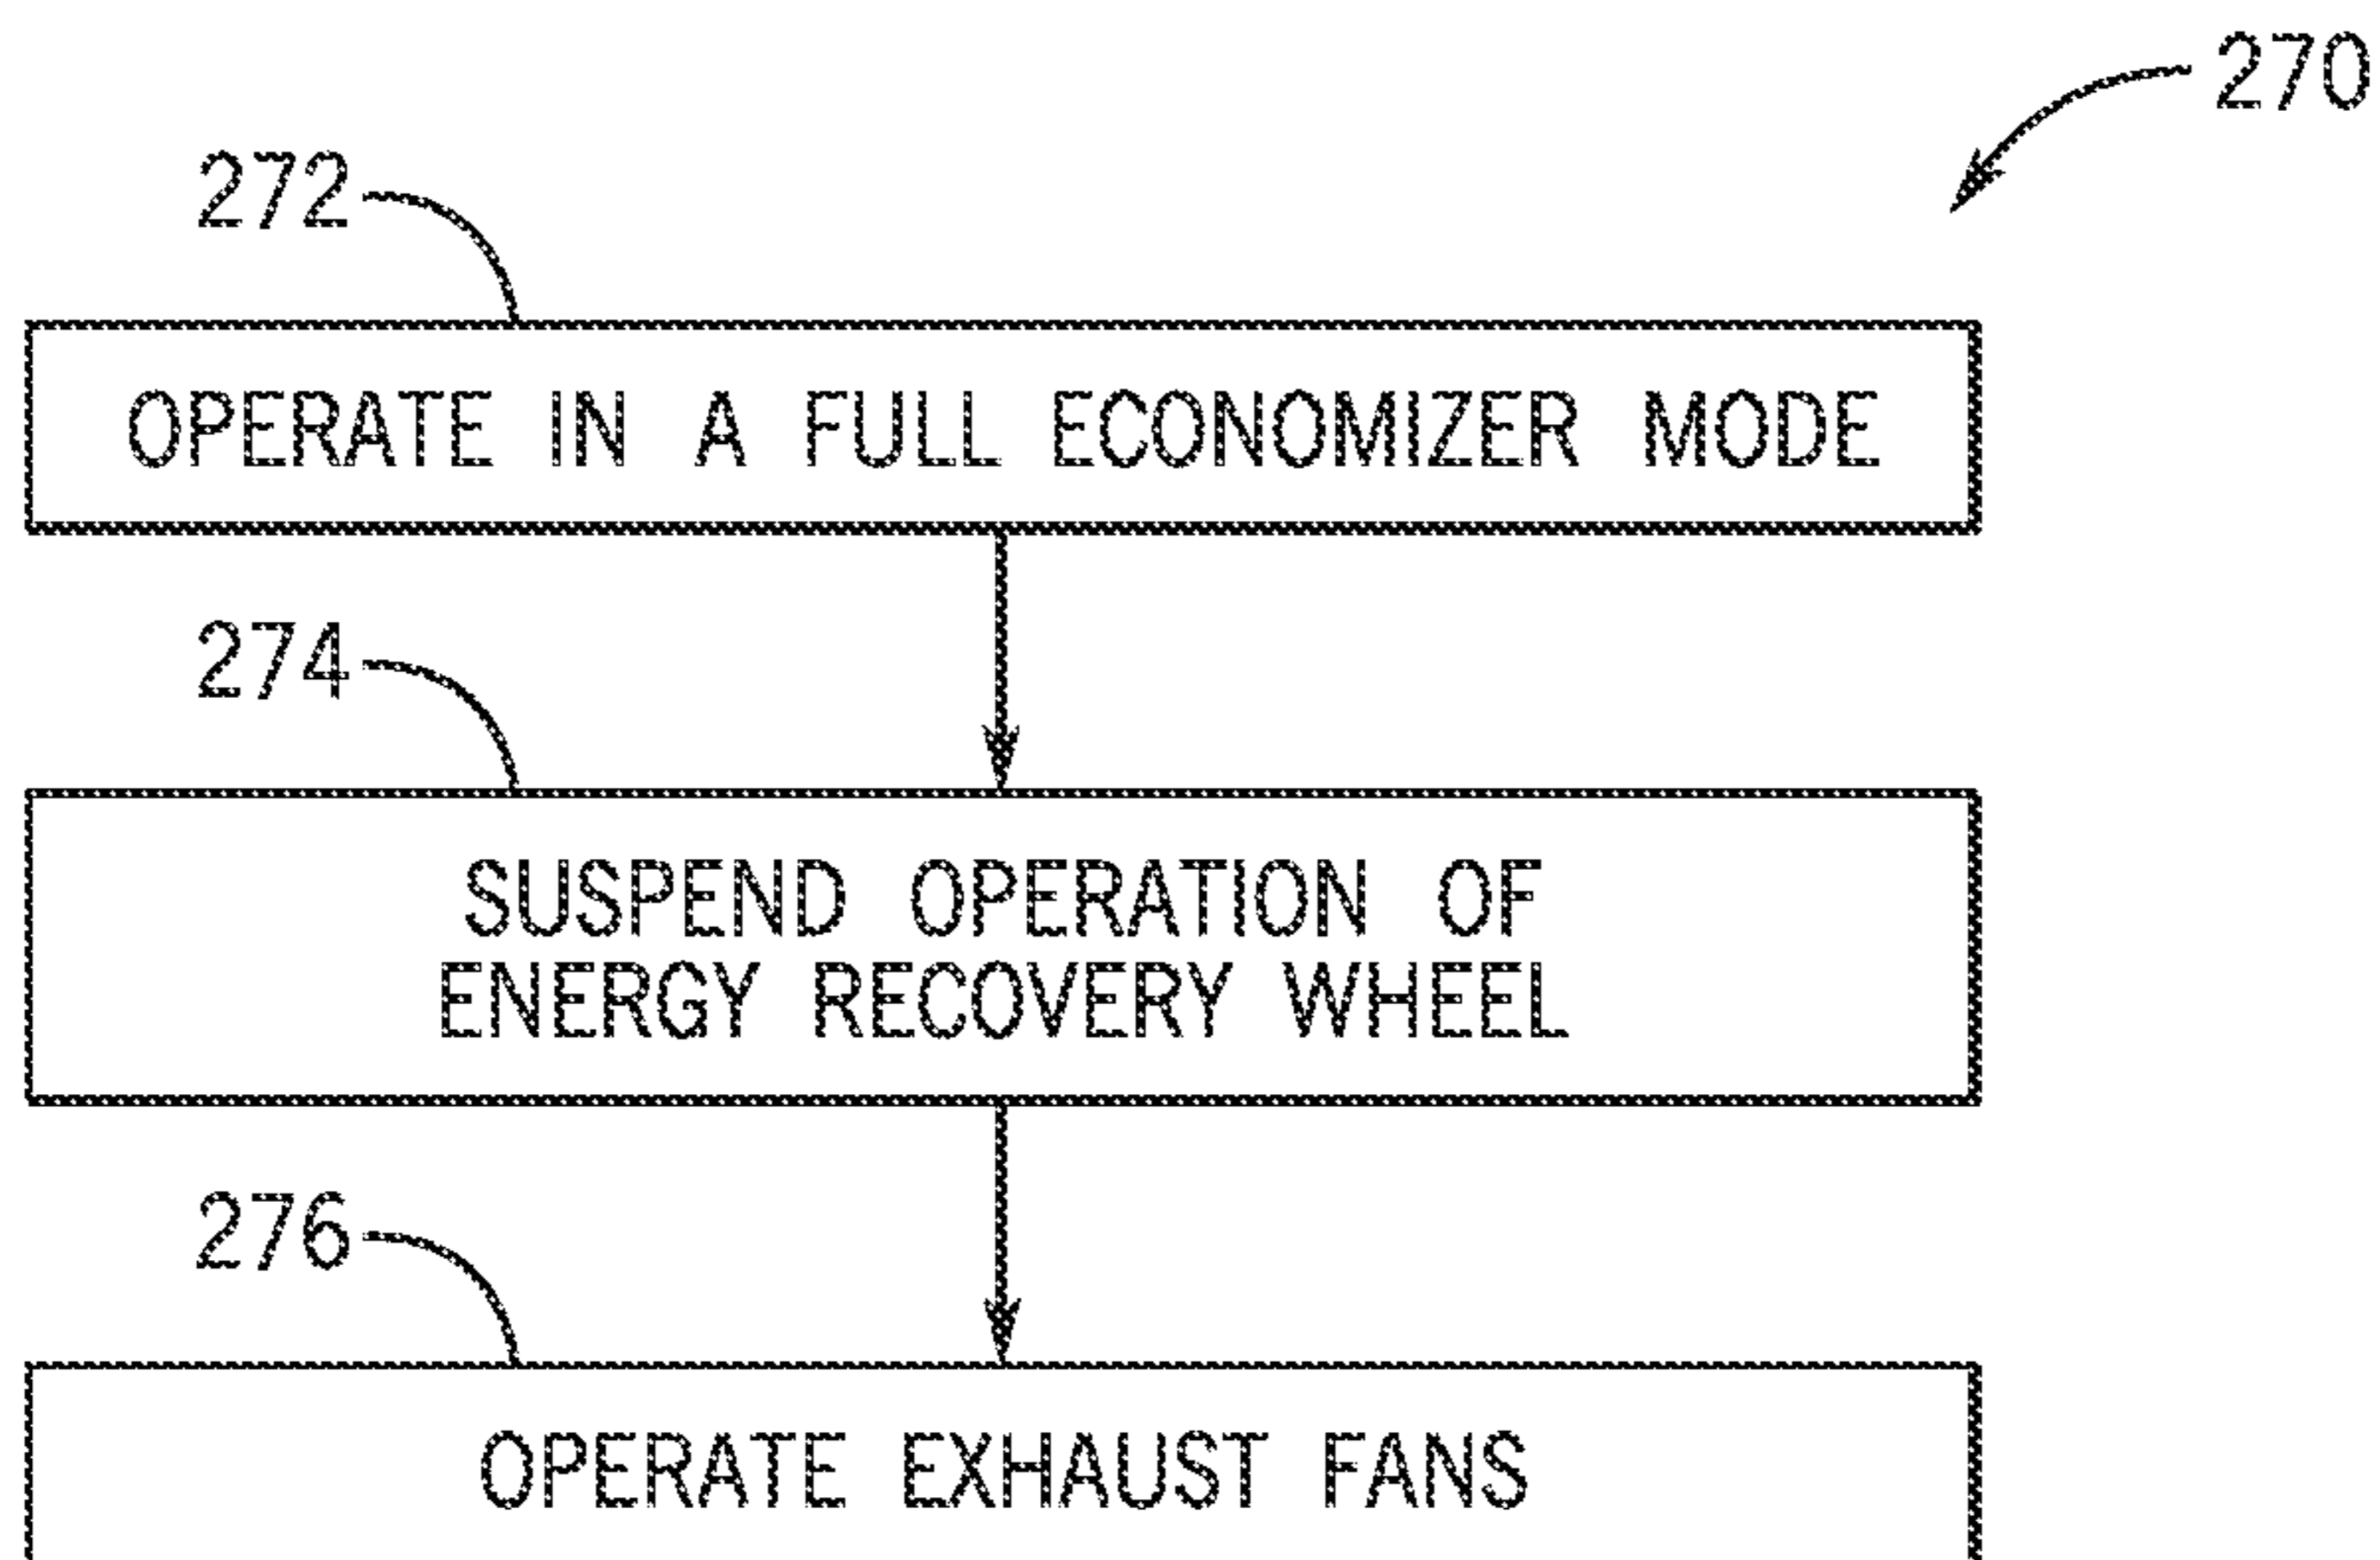 270
272
OPERATE IN A FULL ECONOMIZER MODE
274
SUSPEND OPERATION OF
ENERGY RECOVERY WHEEL
276
OPERATE EXHAUST FANS